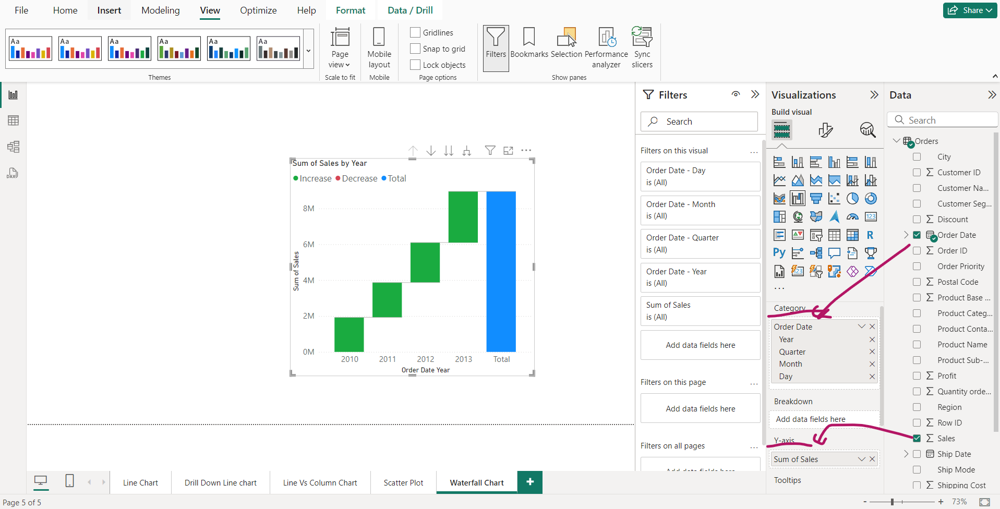 File Home Insert Modeling View Optimize Help Format Data / Drill Share
Aa Aa Aa Aa Aa Aa
Themes
Page view
Scale to fit
Mobile layout
Mobile
Gridlines
Snap to grid
Lock objects
Page options
Filters
Bookmarks
Selection
Performance analyzer
Sync slicers
Show panes
DAX
Sum of Sales by Year
Increase Decrease Total
8M
6M
4M
2M
0M
Sum of Sales
2010 2011 2012 2013 Total
Order Date Year
Filters
Search
Filters on this visual ...
Order Date - Day
is (All)
Order Date - Month
is (All)
Order Date - Quarter
is (All)
Order Date - Year
is (All)
Sum of Sales
is (All)
Add data fields here
Filters on this page ...
Add data fields here
Filters on all pages ...
Add data fields here
Visualizations
Build visual
123
R
Py
123
...
Category
Order Date
Year
Quarter
Month
Day
Breakdown
Add data fields here
Y-axis
Sum of Sales
Tooltips
Data
Search
Orders
City
Customer ID
Customer Na...
Customer Seg...
Discount
Order Date
Order ID
Order Priority
Postal Code
Product Base ...
Product Categ...
Product Conta...
Product Name
Product Sub-...
Profit
Quantity orde...
Region
Row ID
Sales
Ship Date
Ship Mode
Shipping Cost
Line Chart Drill Down Line chart Line Vs Column Chart Scatter Plot Waterfall Chart +
Page 5 of 5
- + 73%